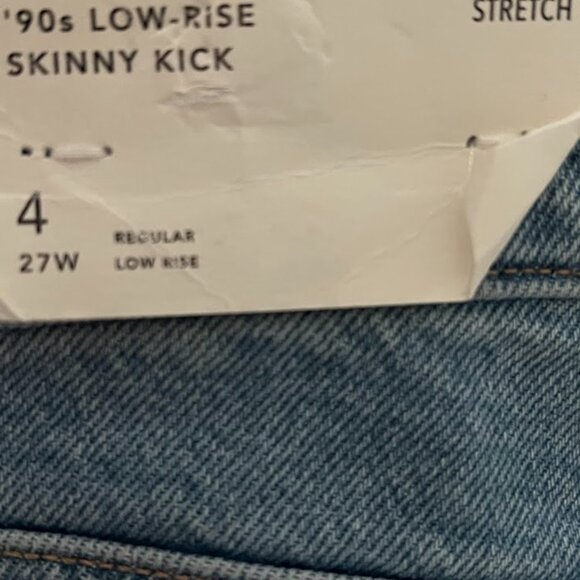 '90s LOW-RiSE
SKINNY KICK
STRETCH
4
27W
REGULAR
LOW RISE